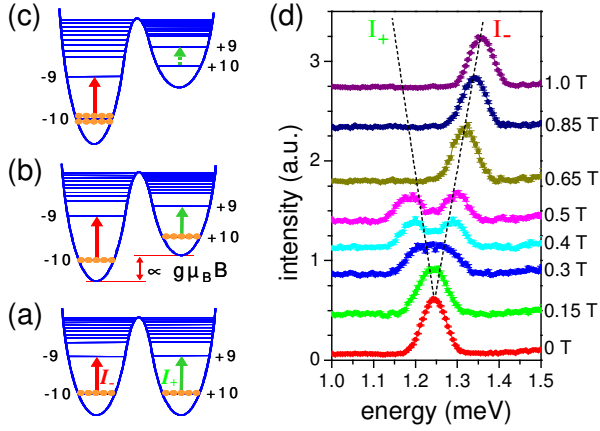 (c)
+9
-9
+10
-10
(b)
+9
-9
+10
-10
∝ gμBB
(a)
-9
+9
I-
I+
-10
+10
(d)
I+
I-
3
2
1
0
intensity (a.u.)
1.0 T
0.85 T
0.65 T
0.5 T
0.4 T
0.3 T
0.15 T
0 T
1.0
1.1
1.2
1.3
1.4
1.5
energy (meV)